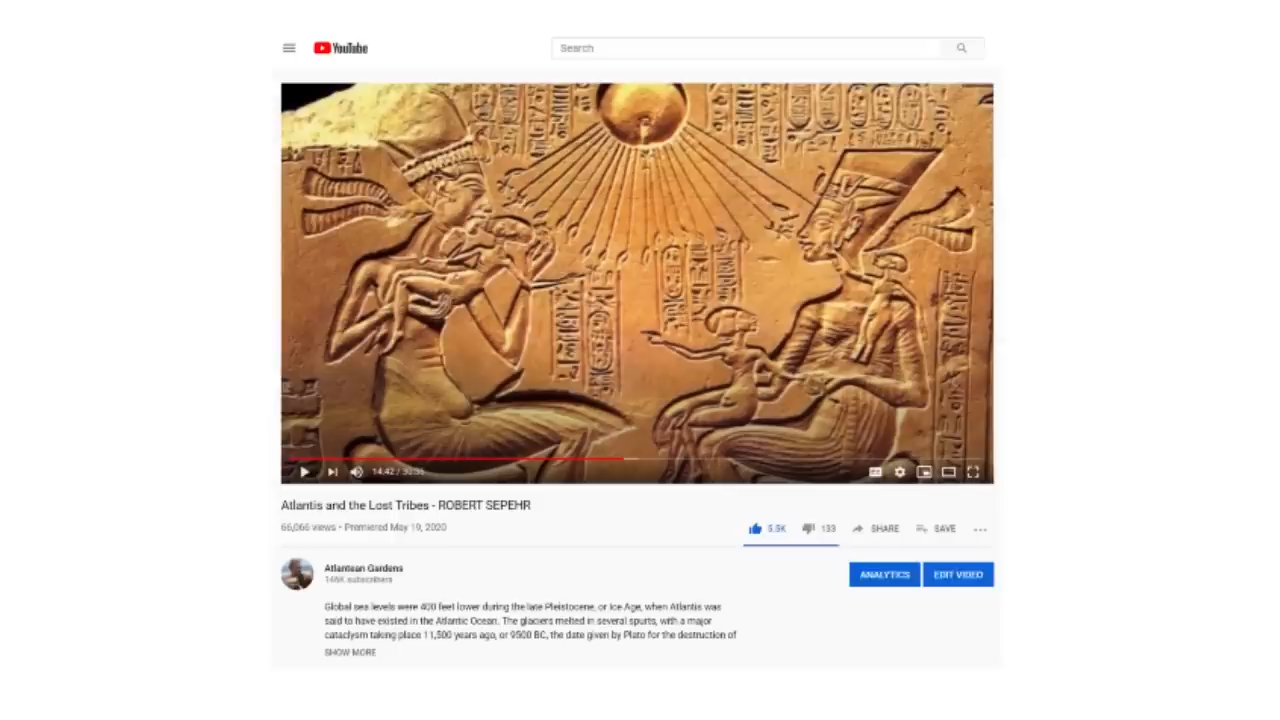 YouTube
Search
Atlantis and the Lost Tribes - ROBERT SEPEHR
66,066 views • Premiered May 19, 2020
5.5K
133
SHARE
SAVE
Atlantean Gardens
146K subscribers
ANALYTICS
EDIT VIDEO
Global sea levels were 400 feet lower during the late Pleistocene, or Ice Age, when Atlantis was
said to have existed in the Atlantic Ocean. The glaciers melted in several spurts, with a major
cataclysm taking place 11,500 years ago, or 9500 BC, the date given by Plato for the destruction of
SHOW MORE